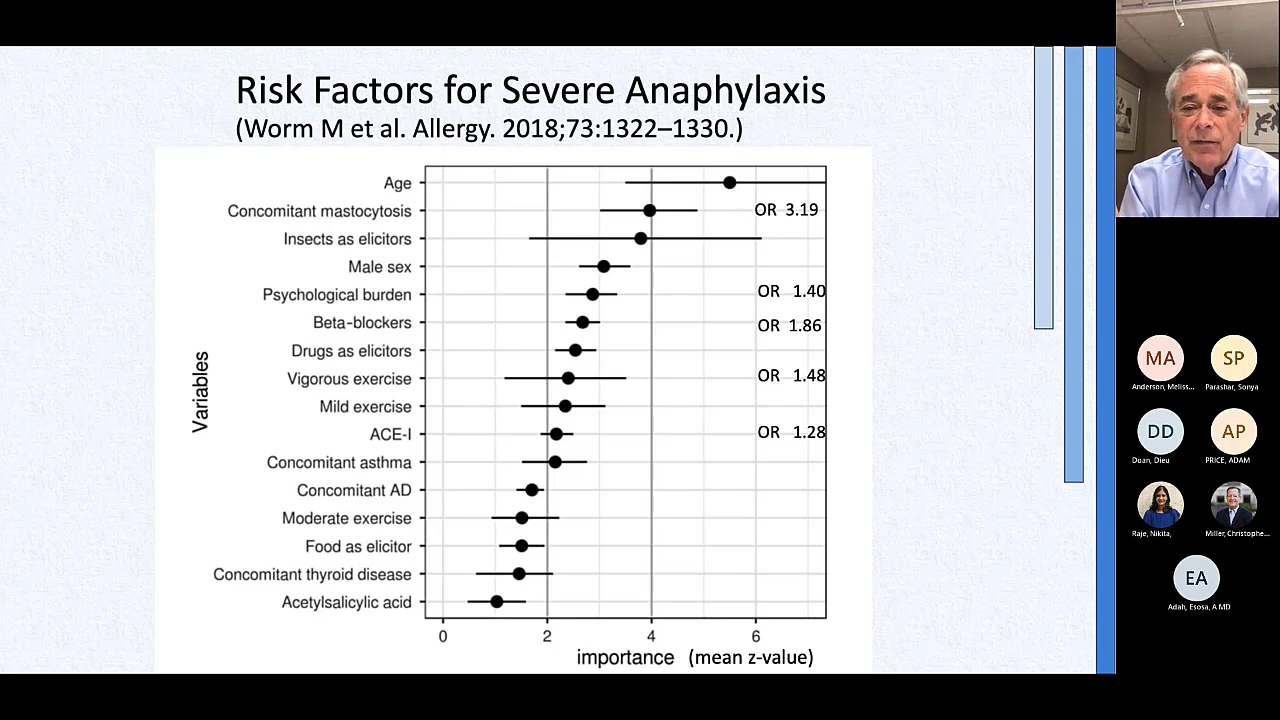 Risk Factors for Severe Anaphylaxis
(Worm M et al. Allergy. 2018;73:1322–1330.)
Variables
Age
Concomitant mastocytosis OR 3.19
Insects as elicitors
Male sex
Psychological burden OR 1.40
Beta-blockers OR 1.86
Drugs as elicitors
Vigorous exercise OR 1.48
Mild exercise
ACE-I OR 1.28
Concomitant asthma
Concomitant AD
Moderate exercise
Food as elicitor
Concomitant thyroid disease
Acetylsalicylic acid
0 2 4 6
importance (mean z-value)
MA SP
Anderson, Meliss... Parashar, Sonya
DD AP
Doan, Dieu PRICE, ADAM
Raje, Nikita, Miller, Christophe...
EA
Adah, Esosa, A MD